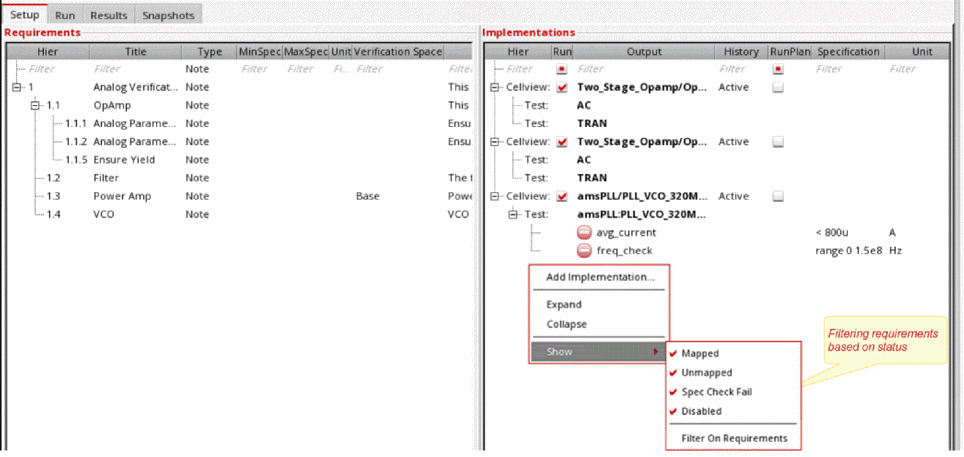 Setup Run Results Snapshots
Requirements
Hier Title Type MinSpec MaxSpec Unit Verification Space
Filter Filter Note Filter Filter Fi... Filter Filte
1 Analog Verificat... Note This
1.1 OpAmp Note This
1.1.1 Analog Parame... Note Ensu
1.1.2 Analog Parame... Note Ensu
1.1.5 Ensure Yield Note
1.2 Filter Note The f
1.3 Power Amp Note Base Powe
1.4 VCO Note VCO
Implementations
Hier Run Output History RunPlan Specification Unit
Filter Filter Filter Filter Filter
Cellview: Two_Stage_Opamp/Op... Active
Test: AC
Test: TRAN
Cellview: Two_Stage_Opamp/Op... Active
Test: AC
Test: TRAN
Cellview: amsPLL/PLL_VCO_320M... Active
Test: amsPLL:PLL_VCO_320M...
avg_current < 800u A
freq_check range 0 1.5e8 Hz
Add Implementation...
Expand
Collapse
Show
Mapped
Unmapped
Spec Check Fail
Disabled
Filter On Requirements
Filtering requirements
based on status